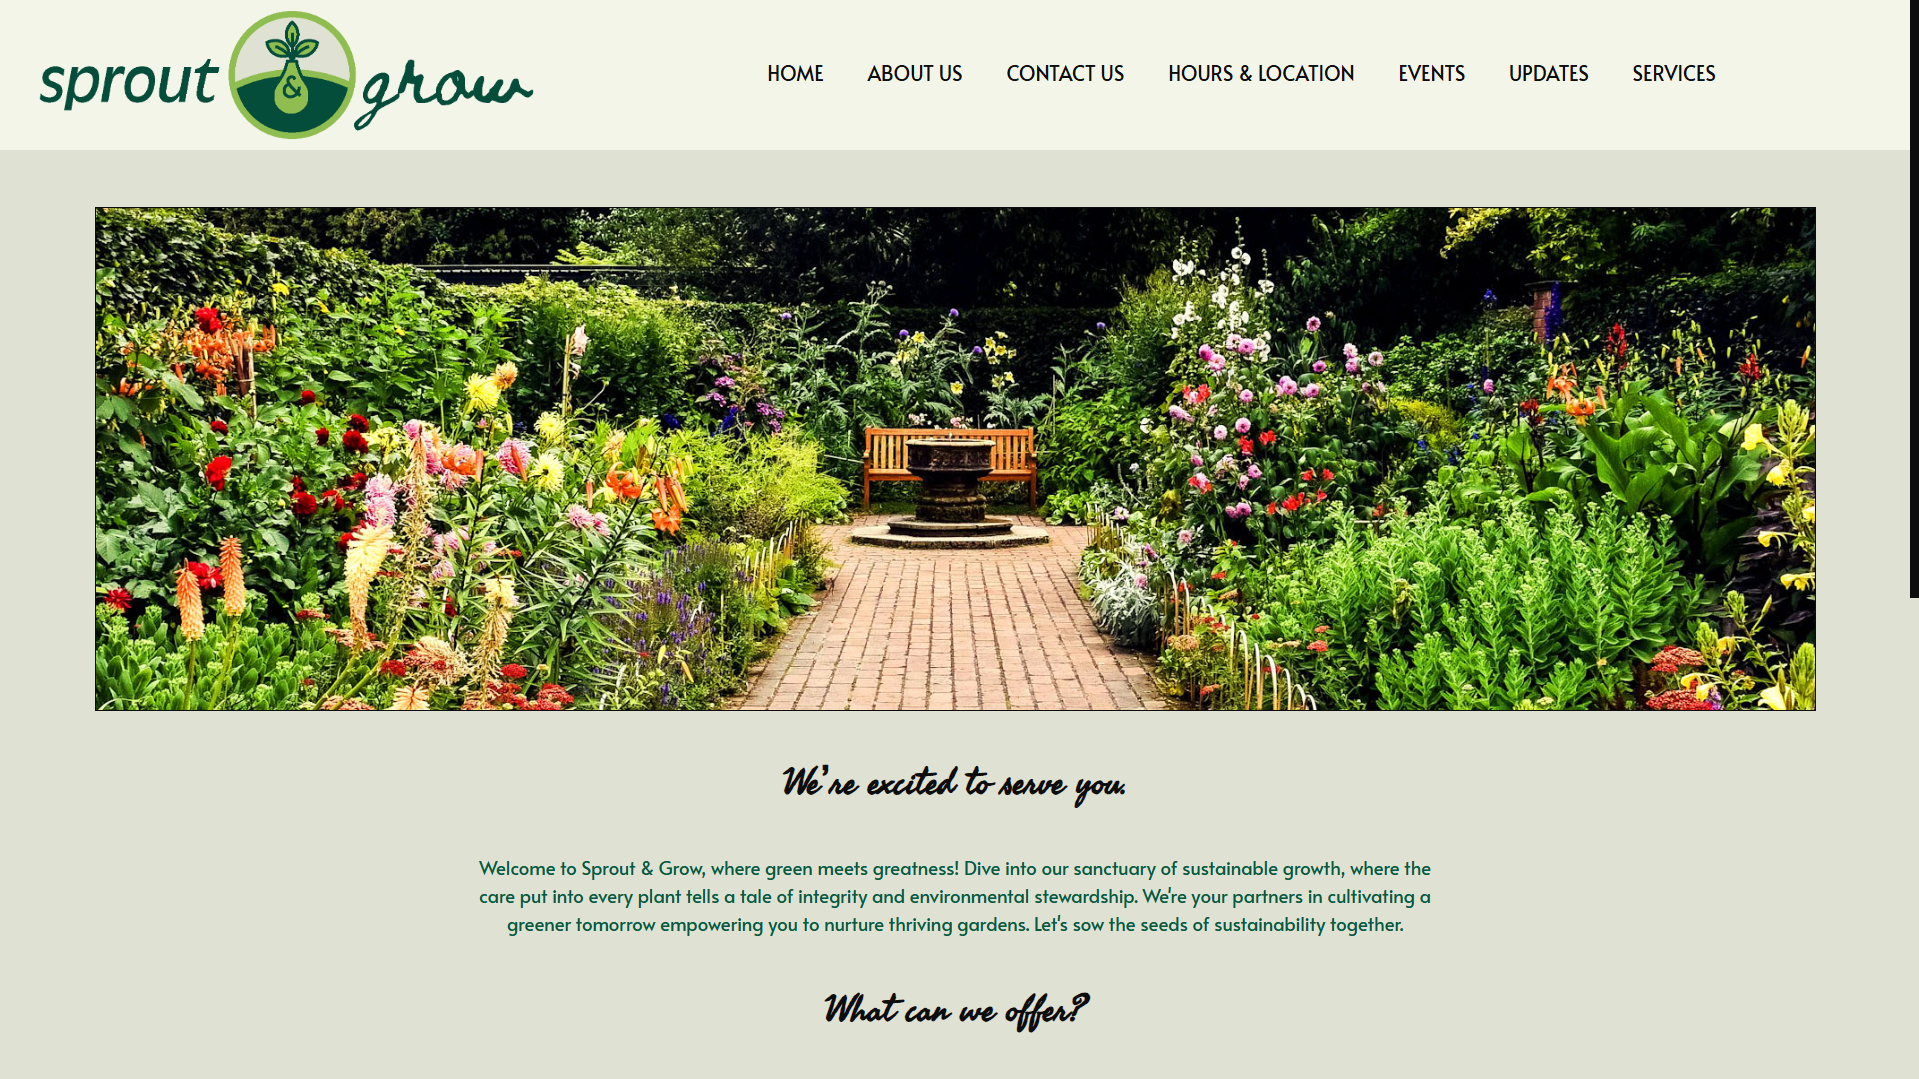 sprout & grow
HOME ABOUT US CONTACT US HOURS & LOCATION EVENTS UPDATES SERVICES
We're excited to serve you.
Welcome to Sprout & Grow, where green meets greatness! Dive into our sanctuary of sustainable growth, where the
care put into every plant tells a tale of integrity and environmental stewardship. We're your partners in cultivating a
greener tomorrow empowering you to nurture thriving gardens. Let's sow the seeds of sustainability together.
What can we offer?